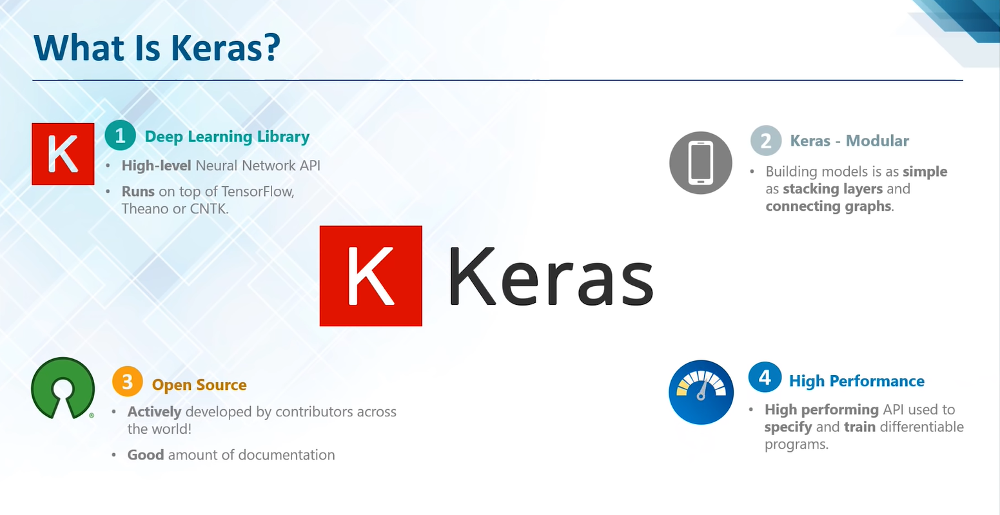 What Is Keras?
K
1
Deep Learning Library
• High-level Neural Network API
• Runs on top of TensorFlow,
Theano or CNTK.
2
Keras - Modular
• Building models is as simple
as stacking layers and
connecting graphs.
K Keras
3
Open Source
• Actively developed by contributors across
the world!
• Good amount of documentation
®
4
High Performance
• High performing API used to
specify and train differentiable
programs.